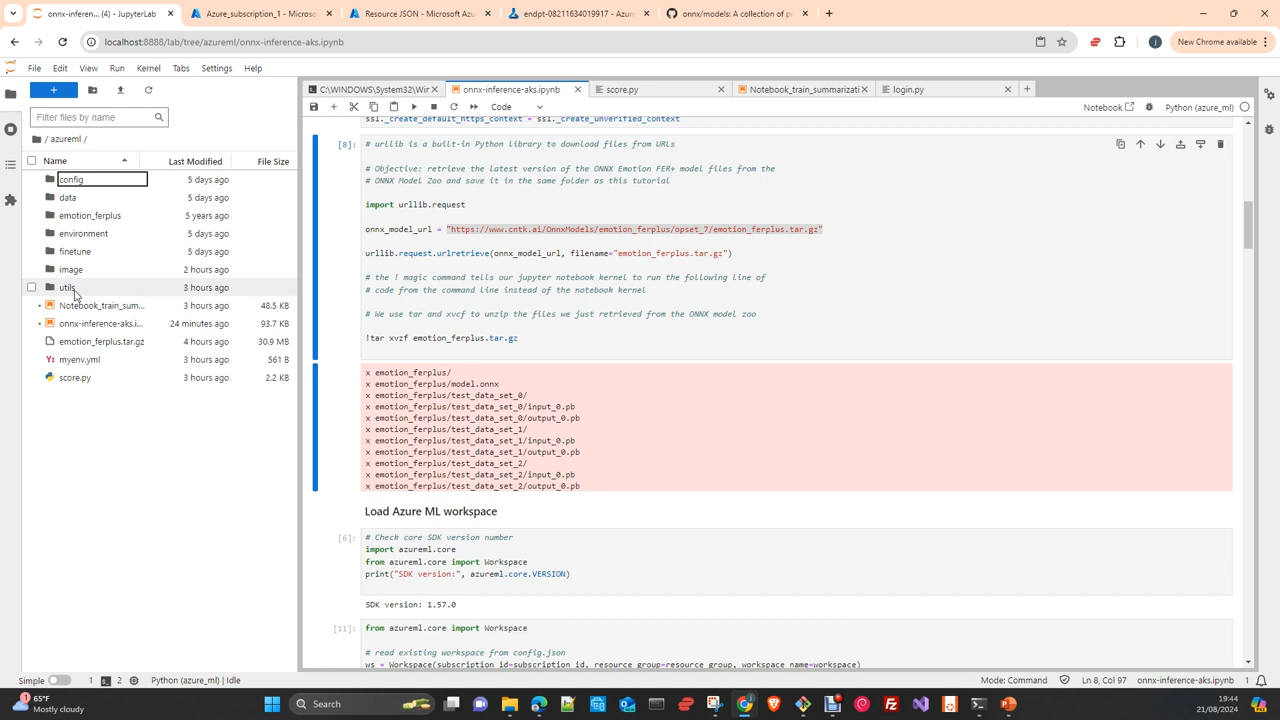 onnx-inferen... (4) - JupyterLab
Azure_subscription_1 - Microso
Resource JSON - Microsoft Azu
endpt-08211634019917 - Azure
onnx/models: A collection of p
localhost:8888/lab/tree/azureml/onnx-inference-aks.ipynb
New Chrome available
File Edit View Run Kernel Tabs Settings Help
C:\WINDOWS\System32\Wir
onnx-inference-aks.ipynb
score.py
Notebook_train_summarizati
login.py
Code
Notebook
Python (azure_ml)
Filter files by name
/ azureml /
Name Last Modified File Size
config 5 days ago
data 5 days ago
emotion_ferplus 5 years ago
environment 5 days ago
finetune 5 days ago
image 2 hours ago
utils 3 hours ago
Notebook_train_sum... 3 hours ago 48.5 KB
onnx-inference-aks.i... 24 minutes ago 93.7 KB
emotion_ferplus.tar.gz 4 hours ago 30.9 MB
myenv.yml 3 hours ago 561 B
score.py 3 hours ago 2.2 KB
ssl._create_default_https_context = ssl._create_unverified_context
[8]: # urllib is a built-in Python library to download files from URLs
# Objective: retrieve the latest version of the ONNX Emotion FER+ model files from the
# ONNX Model Zoo and save it in the same folder as this tutorial
import urllib.request
onnx_model_url = "https://www.cntk.ai/OnnxModels/emotion_ferplus/opset_7/emotion_ferplus.tar.gz"
urllib.request.urlretrieve(onnx_model_url, filename="emotion_ferplus.tar.gz")
# the ! magic command tells our jupyter notebook kernel to run the following line of
# code from the command line instead of the notebook kernel
# We use tar and xvcf to unzip the files we just retrieved from the ONNX model zoo
!tar xvzf emotion_ferplus.tar.gz
x emotion_ferplus/
x emotion_ferplus/model.onnx
x emotion_ferplus/test_data_set_0/
x emotion_ferplus/test_data_set_0/input_0.pb
x emotion_ferplus/test_data_set_0/output_0.pb
x emotion_ferplus/test_data_set_1/
x emotion_ferplus/test_data_set_1/input_0.pb
x emotion_ferplus/test_data_set_1/output_0.pb
x emotion_ferplus/test_data_set_2/
x emotion_ferplus/test_data_set_2/input_0.pb
x emotion_ferplus/test_data_set_2/output_0.pb
Load Azure ML workspace
[6]: # Check core SDK version number
import azureml.core
from azureml.core import Workspace
print("SDK version:", azureml.core.VERSION)
SDK version: 1.57.0
[11]: from azureml.core import Workspace
# read existing workspace from config.json
ws = Workspace(subscription_id=subscription_id, resource_group=resource_group, workspace_name=workspace)
Simple 1 2 Python (azure_ml) | Idle
Mode: Command
Ln 8, Col 97
onnx-inference-aks.ipynb 1
1
65°F
Mostly cloudy
Search
19:44
21/08/2024